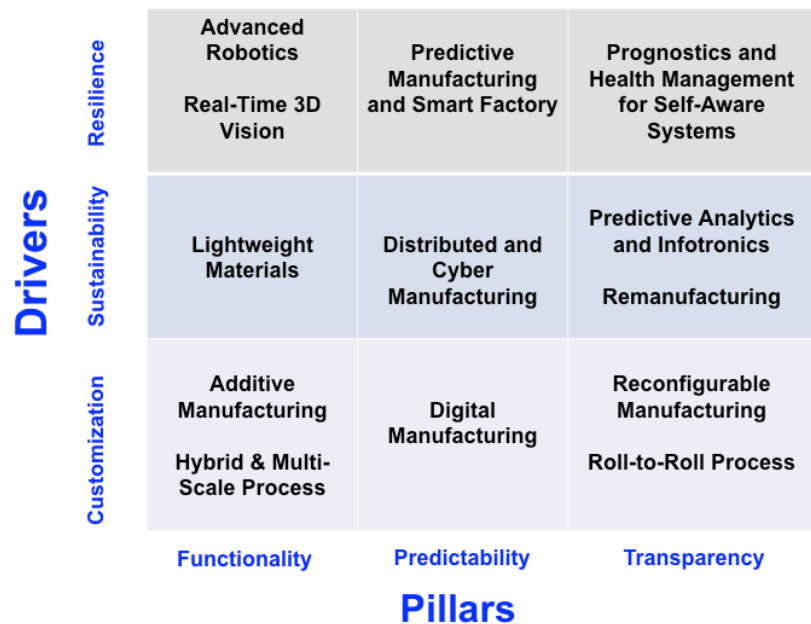 Drivers
Resilience
Advanced
Robotics
Real-Time 3D
Vision
Predictive
Manufacturing
and Smart Factory
Prognostics and
Health Management
for Self-Aware
Systems
Sustainability
Lightweight
Materials
Distributed and
Cyber
Manufacturing
Predictive Analytics
and Infotronics
Remanufacturing
Customization
Additive
Manufacturing
Hybrid & Multi-
Scale Process
Digital
Manufacturing
Reconfigurable
Manufacturing
Roll-to-Roll Process
Functionality
Predictability
Transparency
Pillars